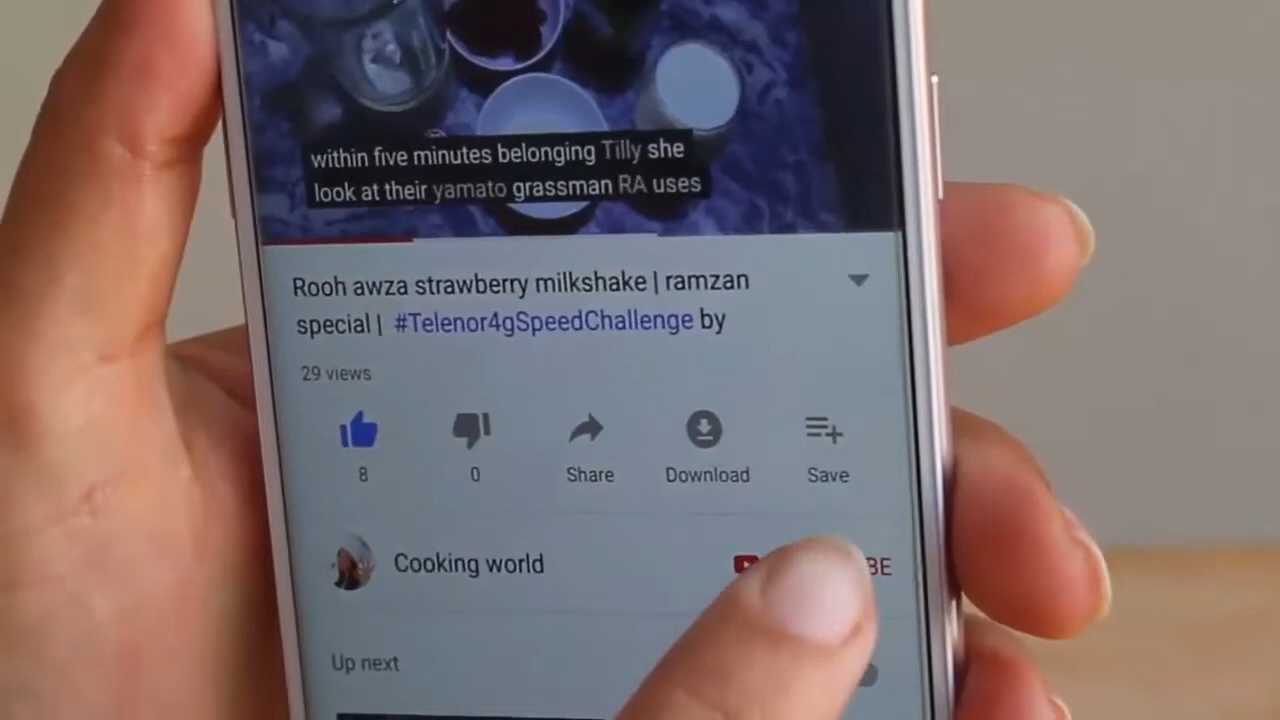 within five minutes belonging Tilly she
look at their yamato grassman RA uses
Rooh awza strawberry milkshake | ramzan
special | #Telenor4gSpeedChallenge by
29 views
8 0 Share Download Save
Cooking world
Up next